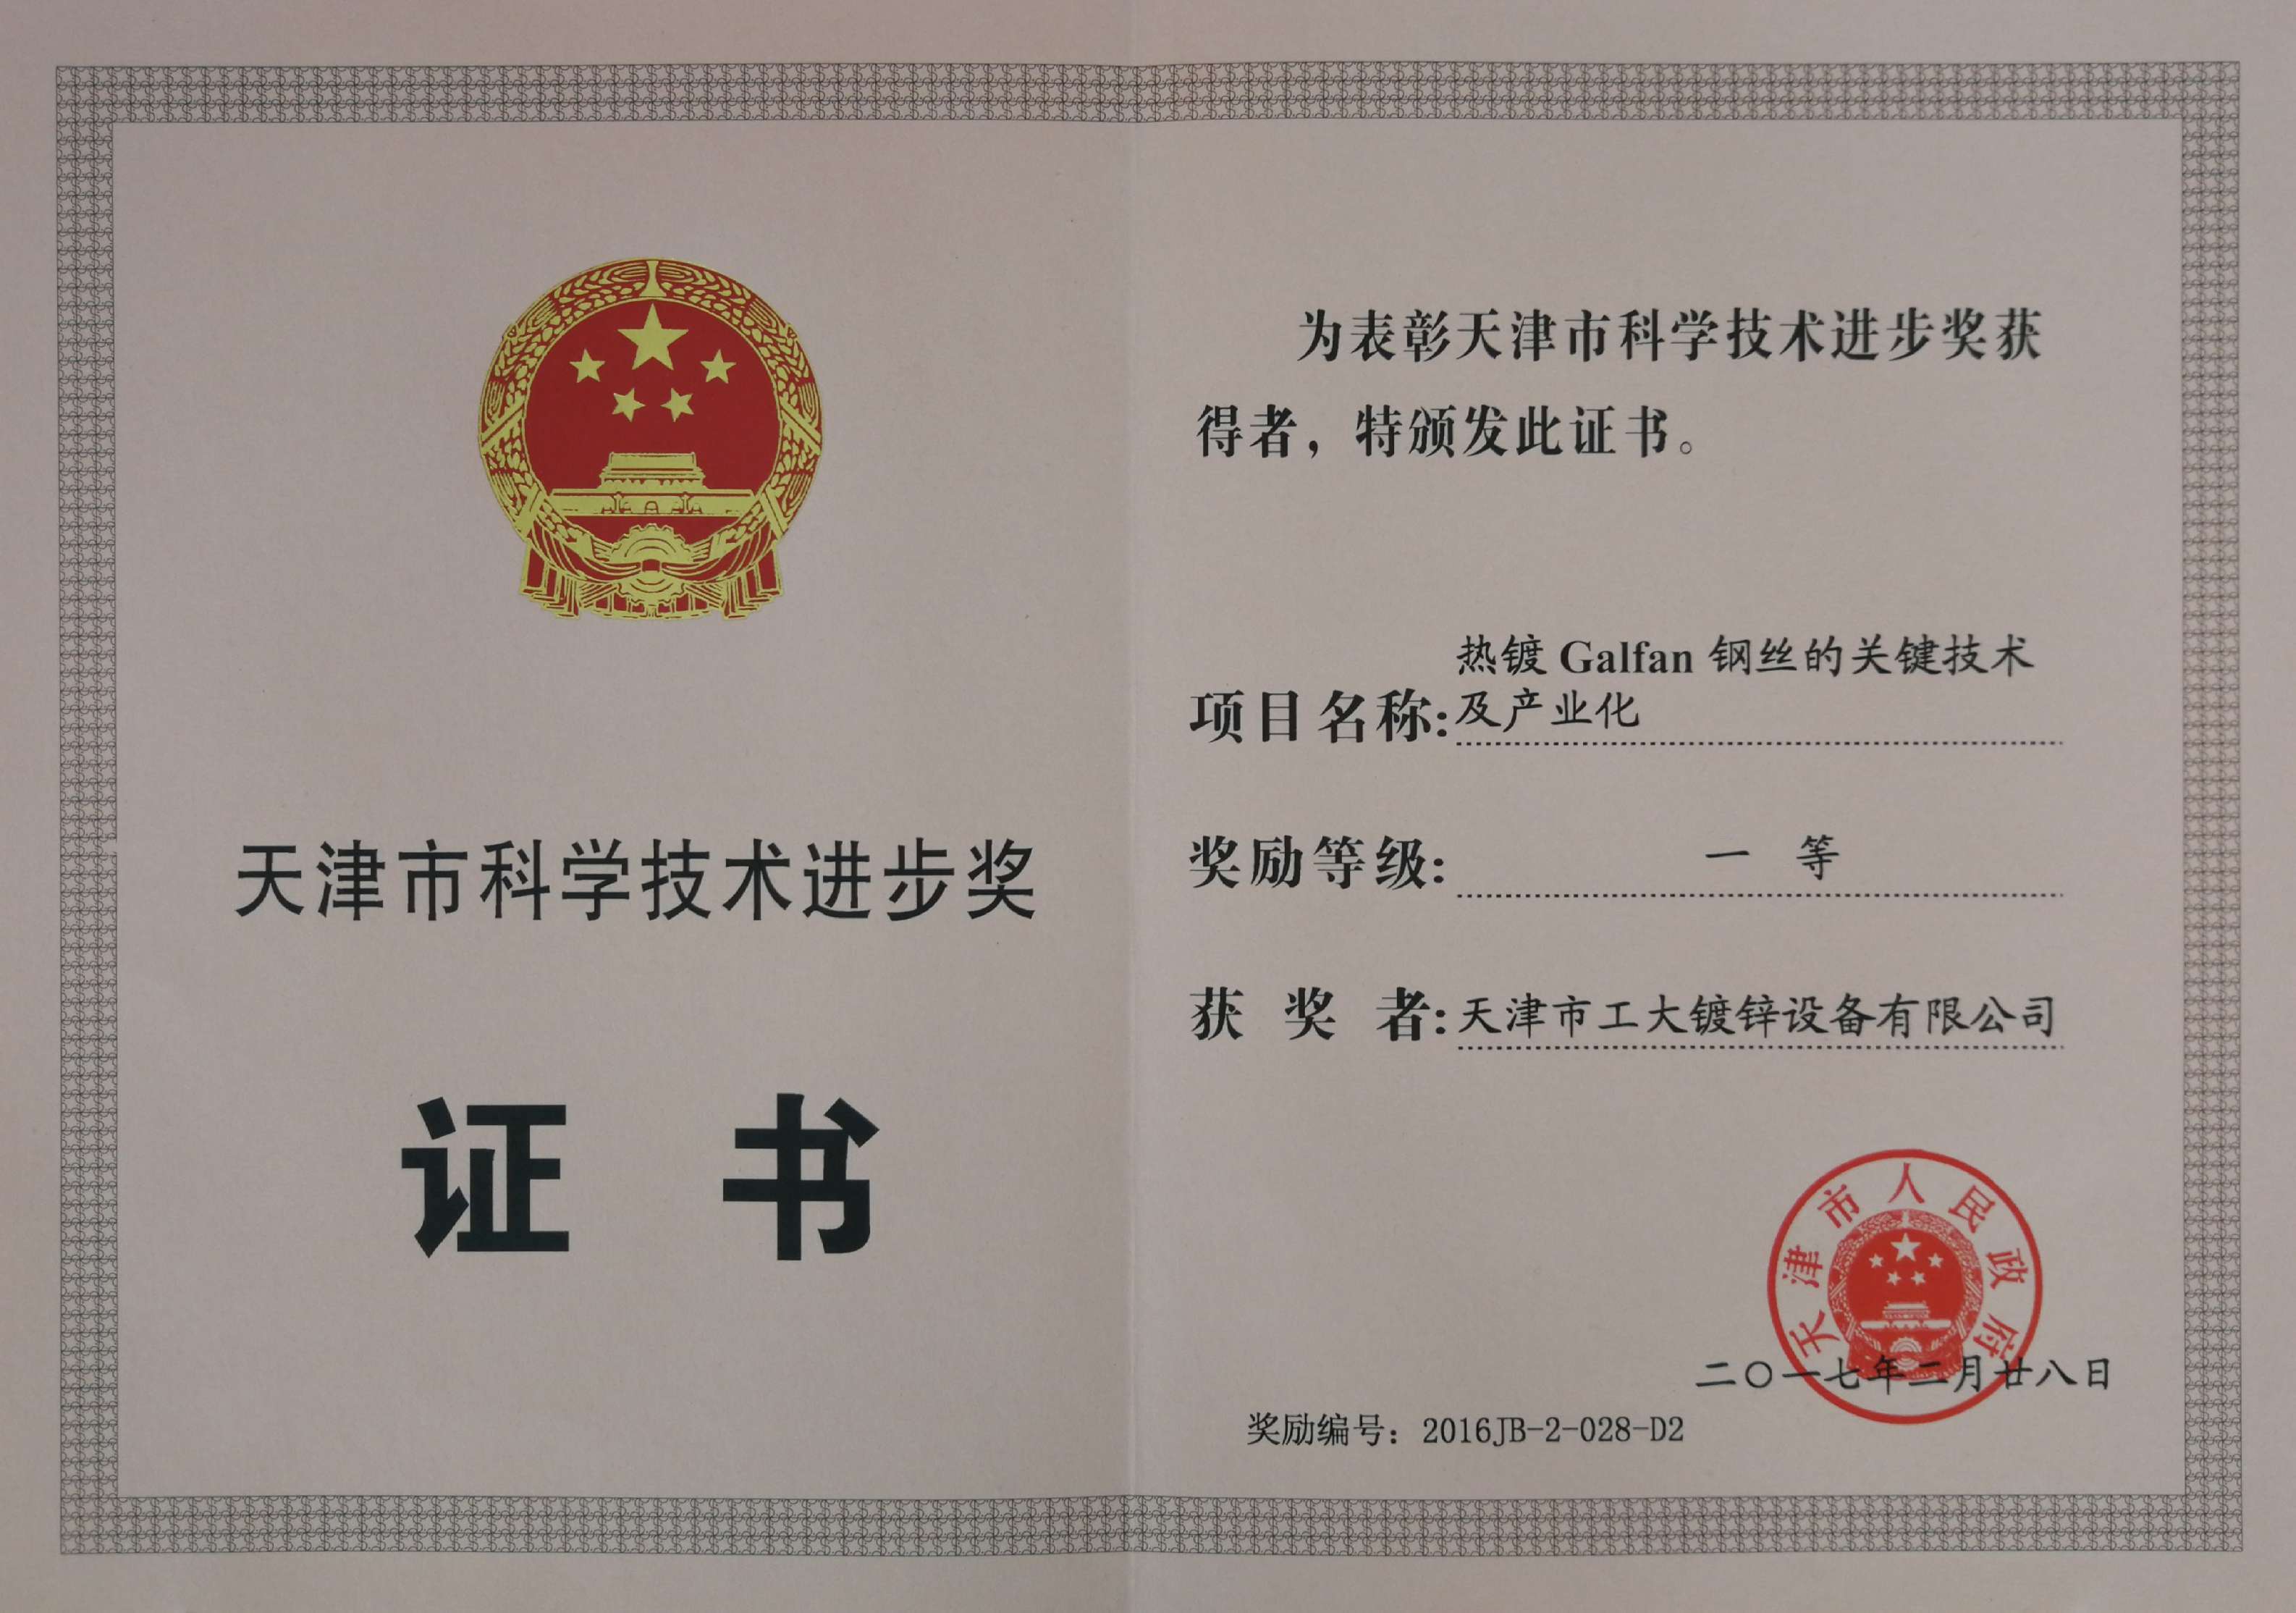 天津市科学技术进步奖
证书
为表彰天津市科学技术进步奖获
得者，特颁发此证书。
热镀 Galfan 钢丝的关键技术
项目名称:及产业化
奖励等级: 一 等
获 奖 者:天津市工大镀锌设备有限公司
天津市人民政府
二〇一七年二月廿八日
奖励编号：2016JB-2-028-D2